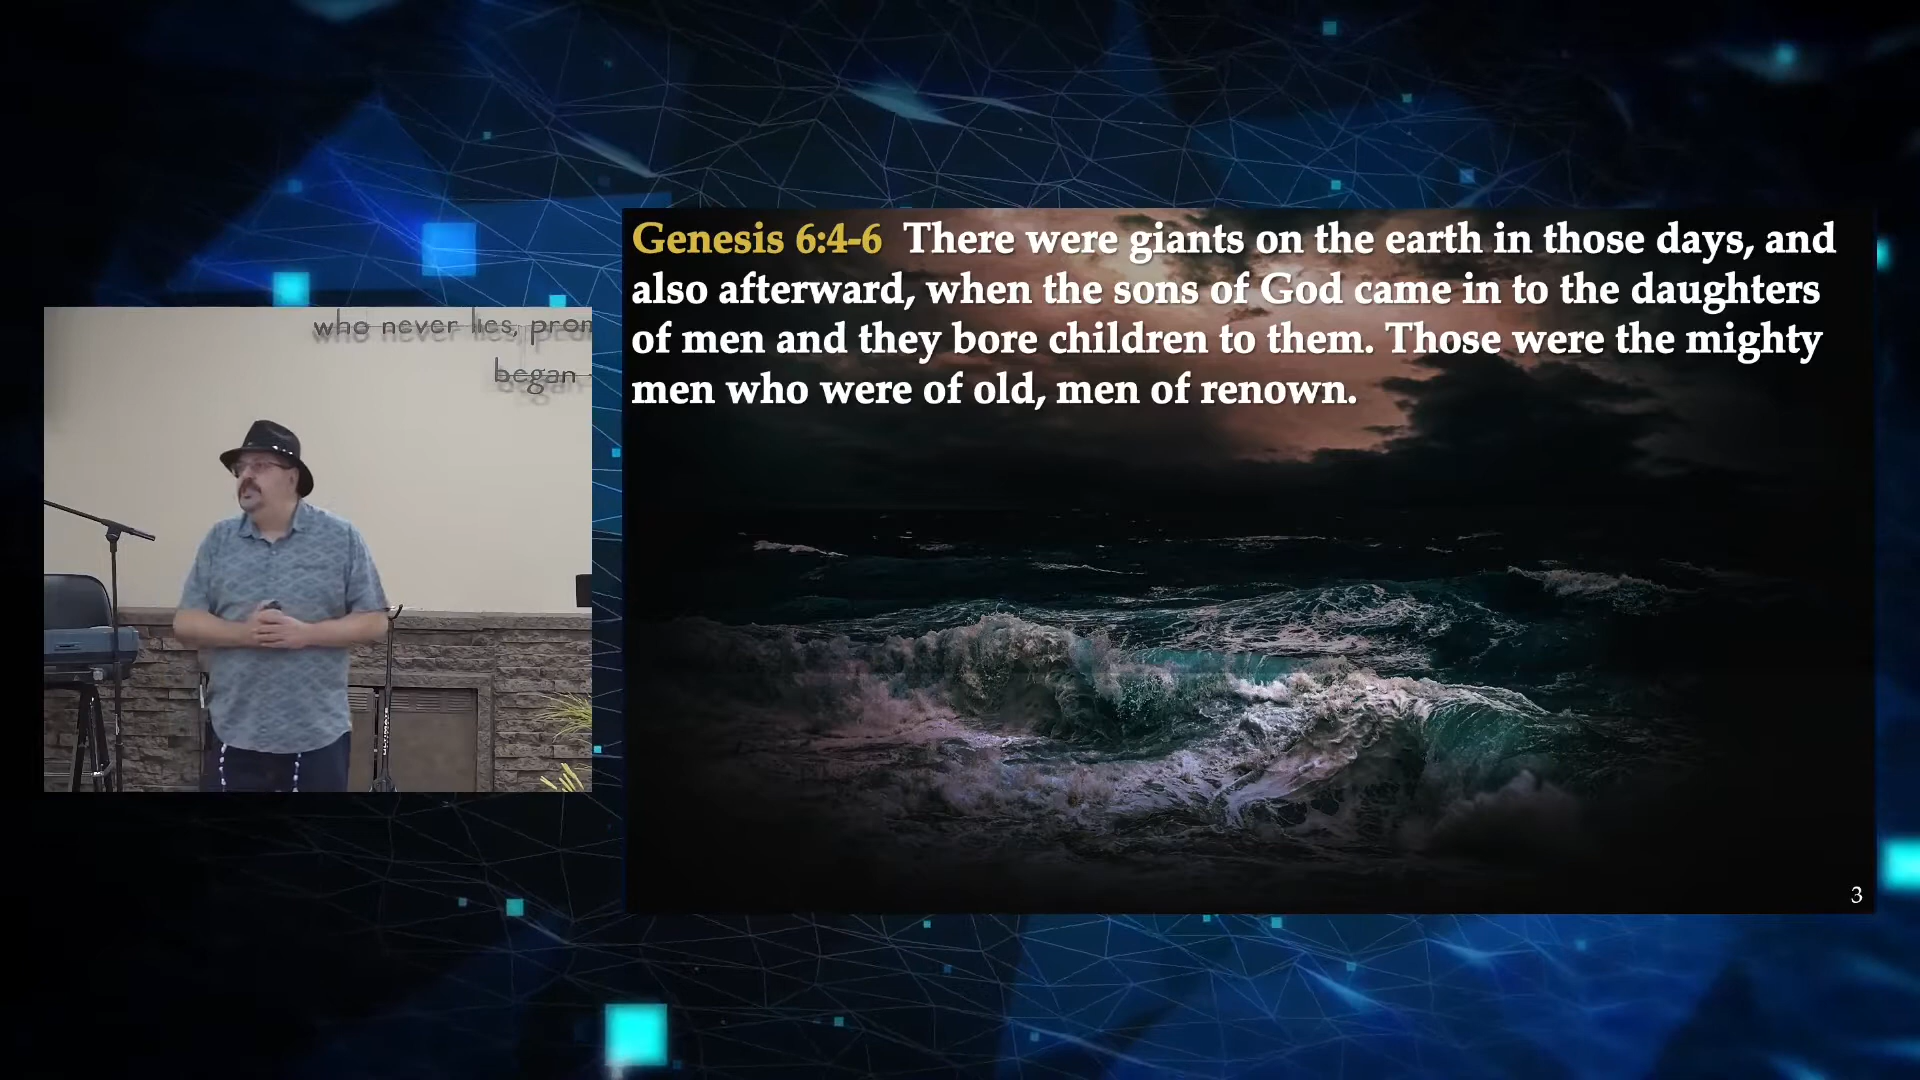 who never lies, prom
began
Genesis 6:4-6 There were giants on the earth in those days, and
also afterward, when the sons of God came in to the daughters
of men and they bore children to them. Those were the mighty
men who were of old, men of renown.
3